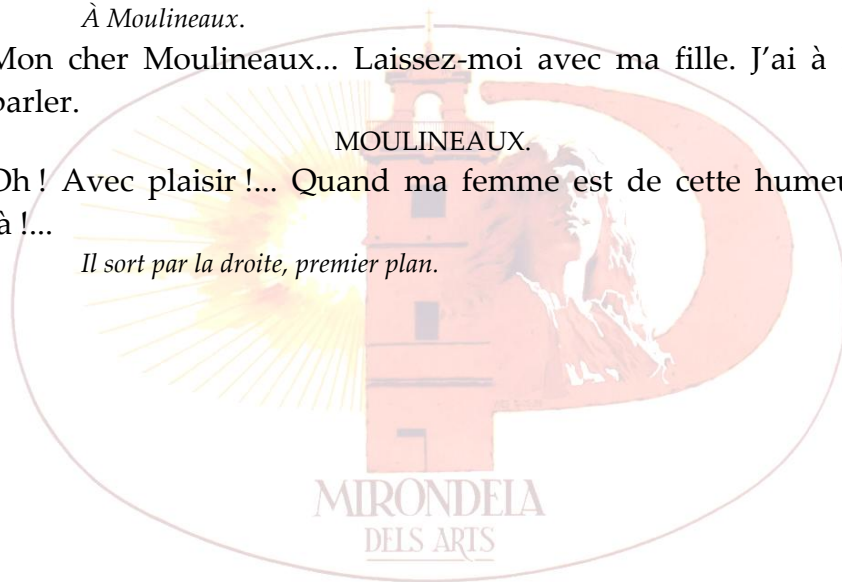 À Moulineaux.
Mon cher Moulineaux... Laissez-moi avec ma fille. J’ai à
parler.
MOULINEAUX.
Oh ! Avec plaisir !... Quand ma femme est de cette humeu
à !...
Il sort par la droite, premier plan.
MIRONDELA
DELS ARTS